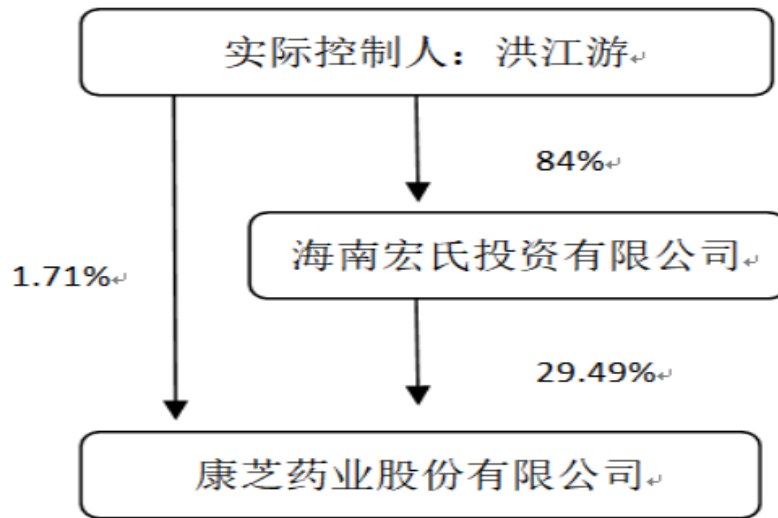 实际控制人：洪江游
84%
海南宏氏投资有限公司
1.71%
29.49%
康芝药业股份有限公司